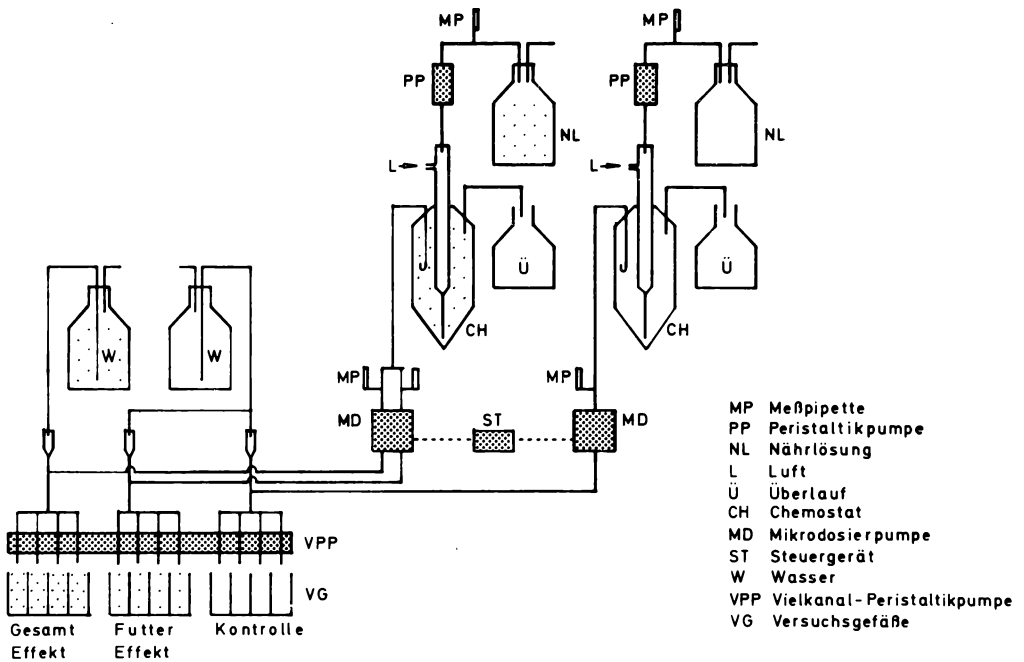 MP
MP
PP
PP
NL
NL
L
L
Ü
Ü
CH
CH
W
W
MP
MP
MD
ST
MD
VPP
VG
Gesamt Effekt
Futter Effekt
Kontrolle
MP Meßpipette
PP Peristaltikpumpe
NL Nährlösung
L Luft
Ü Überlauf
CH Chemostat
MD Mikrodosierpumpe
ST Steuergerät
W Wasser
VPP Vielkanal-Peristaltikpumpe
VG Versuchsgefäße